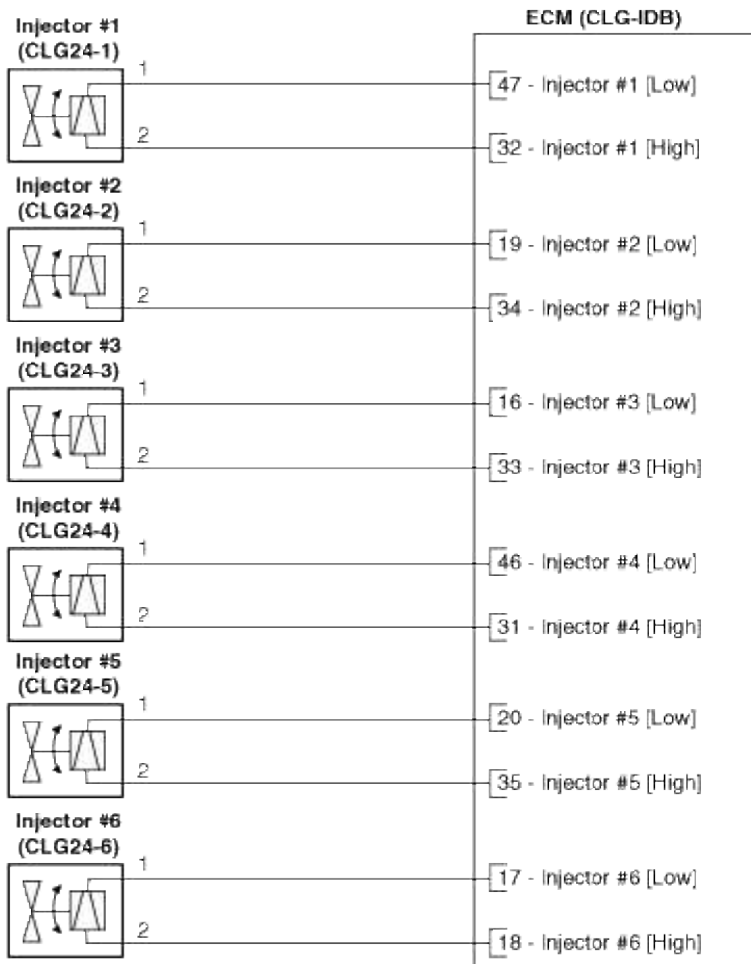 ECM (CLG-IDB)
Injector #1
(CLG24-1)
1
47 - Injector #1 [Low]
2
32 - Injector #1 [High]
Injector #2
(CLG24-2)
1
19 - Injector #2 [Low]
2
34 - Injector #2 [High]
Injector #3
(CLG24-3)
1
16 - Injector #3 [Low]
2
33 - Injector #3 [High]
Injector #4
(CLG24-4)
1
46 - Injector #4 [Low]
2
31 - Injector #4 [High]
Injector #5
(CLG24-5)
1
20 - Injector #5 [Low]
2
35 - Injector #5 [High]
Injector #6
(CLG24-6)
1
17 - Injector #6 [Low]
2
18 - Injector #6 [High]